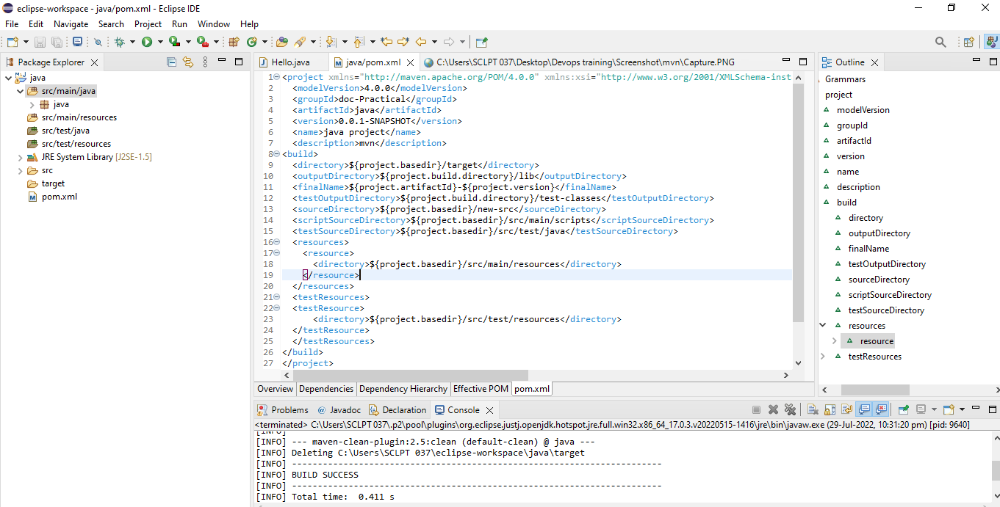 eclipse-workspace - java/pom.xml - Eclipse IDE
File Edit Navigate Search Project Run Window Help
Package Explorer
java
src/main/java
java
src/main/resources
src/test/java
src/test/resources
JRE System Library [J2SE-1.5]
src
target
pom.xml
Hello.java java/pom.xml C:\Users\SCLPT 037\Desktop\Devops training\Screenshot\mvn\Capture.PNG
1 <project xmlns="http://maven.apache.org/POM/4.0.0" xmlns:xsi="http://www.w3.org/2001/XMLSchema-inst
2 <modelVersion>4.0.0</modelVersion>
3 <groupId>doc-Practical</groupId>
4 <artifactId>java</artifactId>
5 <version>0.0.1-SNAPSHOT</version>
6 <name>java project</name>
7 <description>mvn</description>
8 <build>
9 <directory>${project.basedir}/target</directory>
10 <outputDirectory>${project.build.directory}/lib</outputDirectory>
11 <finalName>${project.artifactId}-${project.version}</finalName>
12 <testOutputDirectory>${project.build.directory}/test-classes</testOutputDirectory>
13 <sourceDirectory>${project.basedir}/new-src</sourceDirectory>
14 <scriptSourceDirectory>${project.basedir}/src/main/scripts</scriptSourceDirectory>
15 <testSourceDirectory>${project.basedir}/src/test/java</testSourceDirectory>
16 <resources>
17 <resource>
18 <directory>${project.basedir}/src/main/resources</directory>
19 </resource>
20 </resources>
21 <testResources>
22 <testResource>
23 <directory>${project.basedir}/src/test/resources</directory>
24 </testResource>
25 </testResources>
26 </build>
27 </project>
Overview Dependencies Dependency Hierarchy Effective POM pom.xml
Outline
Grammars
project
modelVersion
groupId
artifactId
version
name
description
build
directory
outputDirectory
finalName
testOutputDirectory
sourceDirectory
scriptSourceDirectory
testSourceDirectory
resources
resource
testResources
Problems Javadoc Declaration Console
<terminated> C:\Users\SCLPT 037\.p2\pool\plugins\org.eclipse.justj.openjdk.hotspot.jre.full.win32.x86_64_17.0.3.v20220515-1416\jre\bin\javaw.exe (29-Jul-2022, 10:31:20 pm) [pid: 9640]
[INFO]
[INFO] --- maven-clean-plugin:2.5:clean (default-clean) @ java ---
[INFO] Deleting C:\Users\SCLPT 037\eclipse-workspace\java\target
[INFO] ------------------------------------------------------------------------
[INFO] BUILD SUCCESS
[INFO] ------------------------------------------------------------------------
[INFO] Total time:  0.411 s